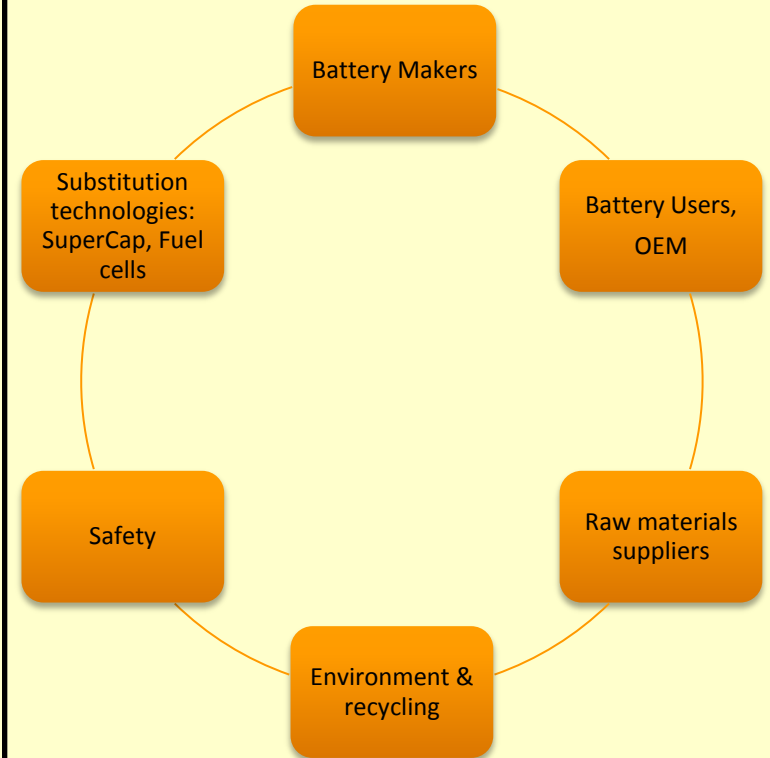 Battery Makers
Battery Users,
OEM
Raw materials
suppliers
Environment &
recycling
Safety
Substitution
technologies:
SuperCap, Fuel
cells